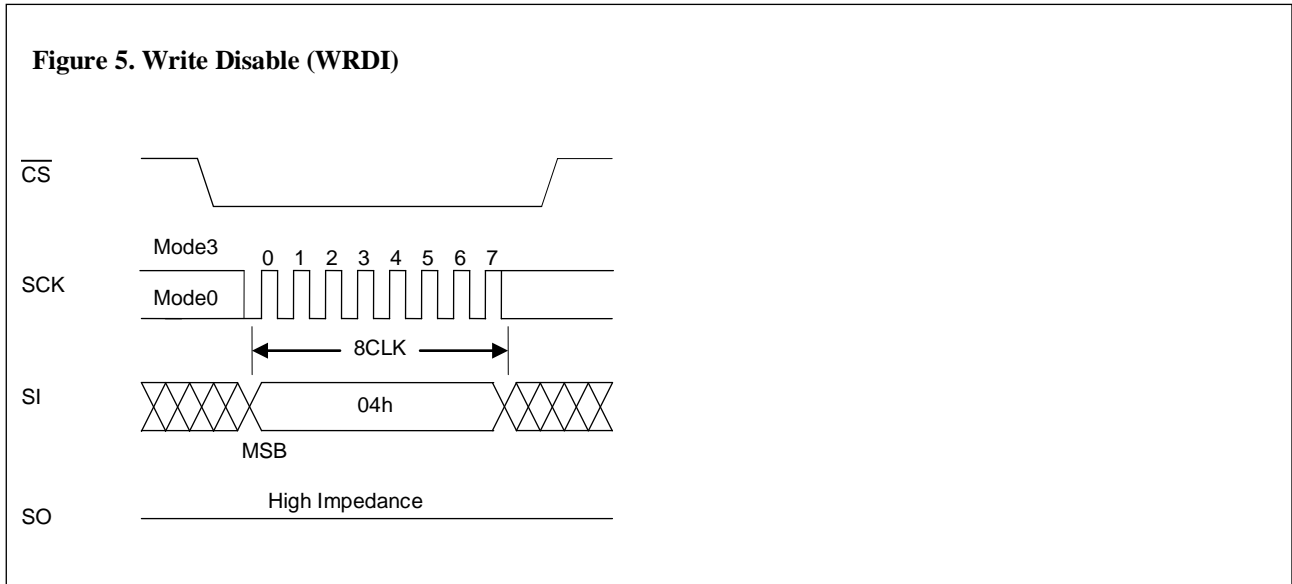 Figure 5. Write Disable (WRDI)
CS
Mode3
0 1 2 3 4 5 6 7
SCK
Mode0
8CLK
SI
04h
MSB
High Impedance
SO